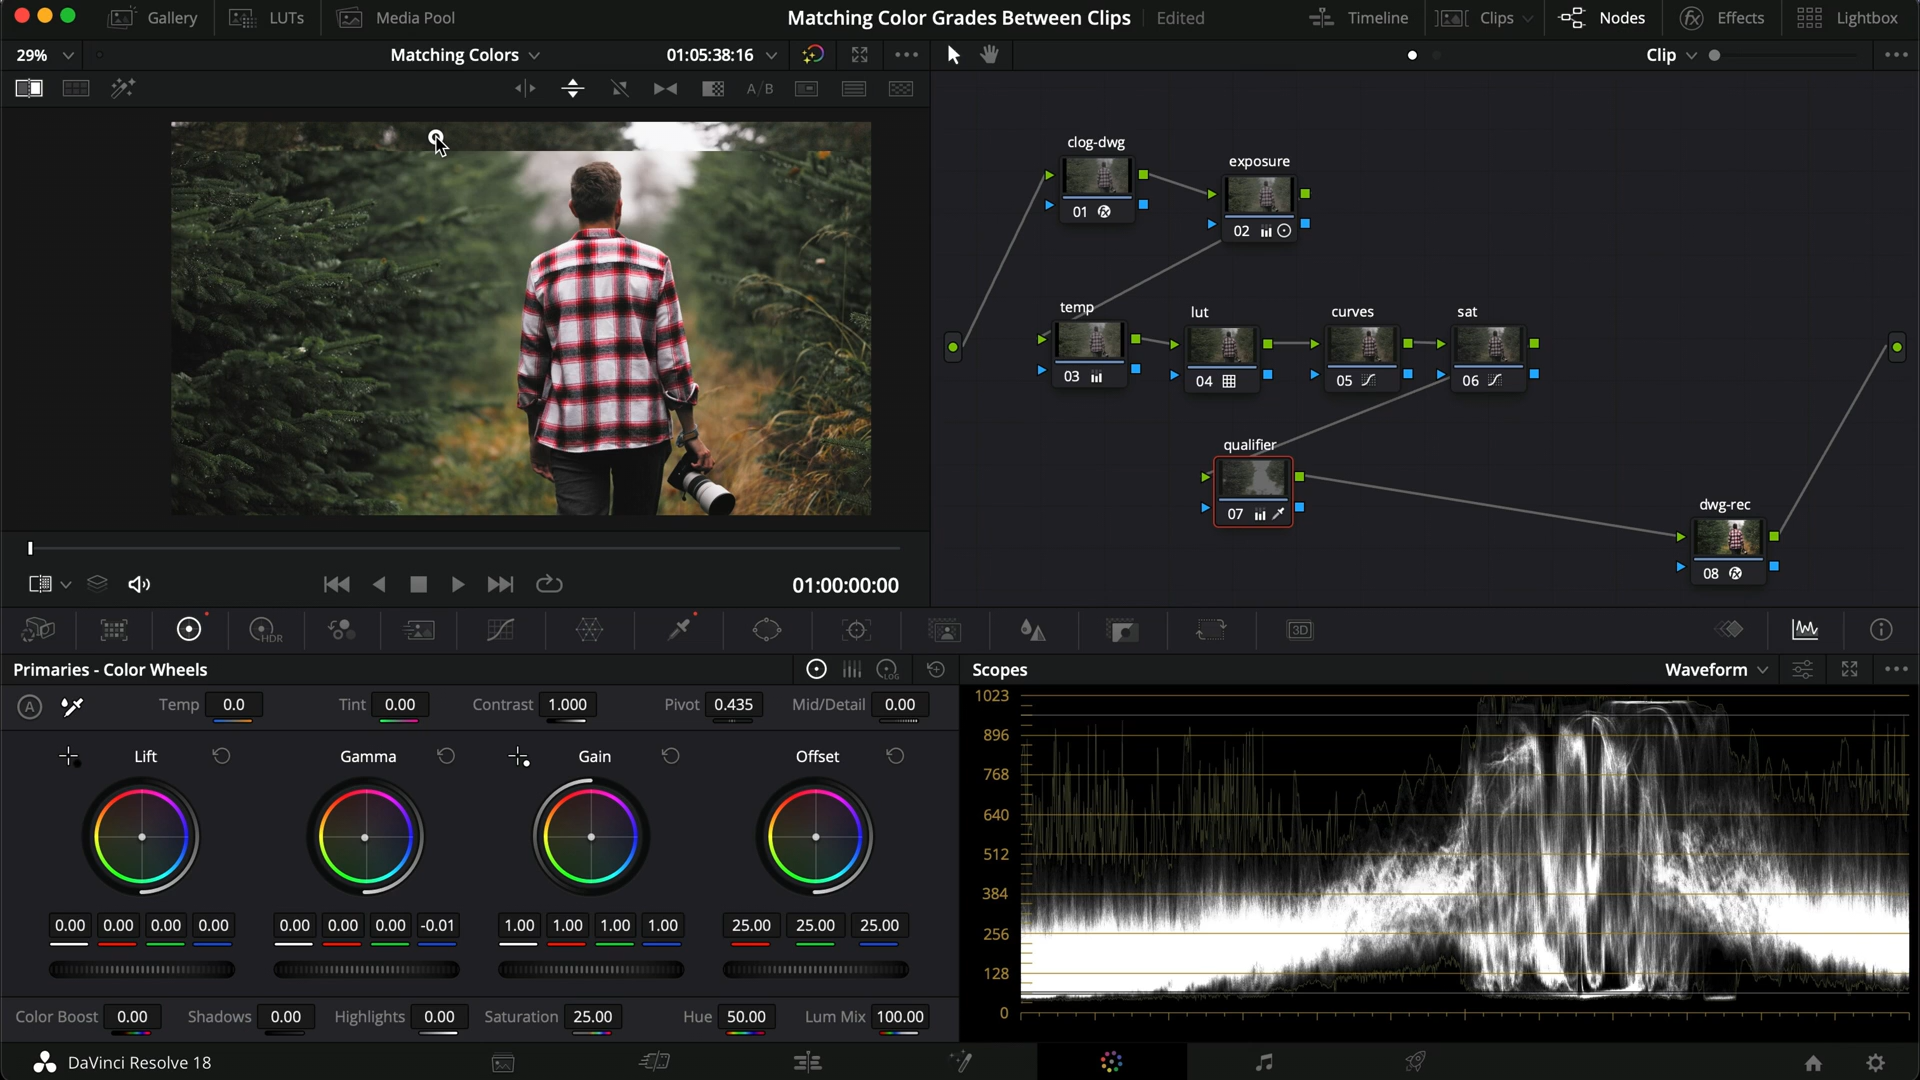 Gallery
LUTs
Media Pool
Matching Color Grades Between Clips
Edited
Timeline
Clips
Nodes
Effects
Lightbox
29%
Matching Colors
01:05:38:16
Clip
A/B
clog-dwg
01
exposure
02
temp
03
lut
04
curves
05
sat
06
qualifier
07
dwg-rec
08
01:00:00:00
HDR
3D
Primaries - Color Wheels
LOG
Scopes
Waveform
A
Temp 0.0
Tint 0.00
Contrast 1.000
Pivot 0.435
Mid/Detail 0.00
Lift
Gamma
Gain
Offset
0.00 0.00 0.00 0.00
0.00 0.00 0.00 -0.01
1.00 1.00 1.00 1.00
25.00 25.00 25.00
Color Boost 0.00
Shadows 0.00
Highlights 0.00
Saturation 25.00
Hue 50.00
Lum Mix 100.00
1023
896
768
640
512
384
256
128
0
DaVinci Resolve 18